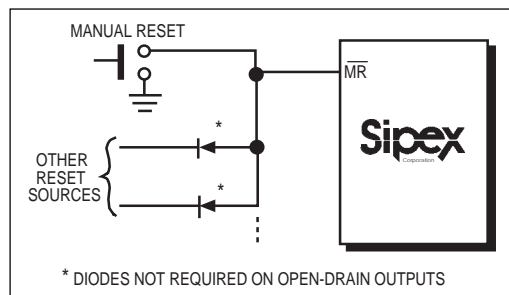 MANUAL RESET
MR
Sipex
Corporation
*
OTHER
RESET
SOURCES
*
* DIODES NOT REQUIRED ON OPEN-DRAIN OUTPUTS